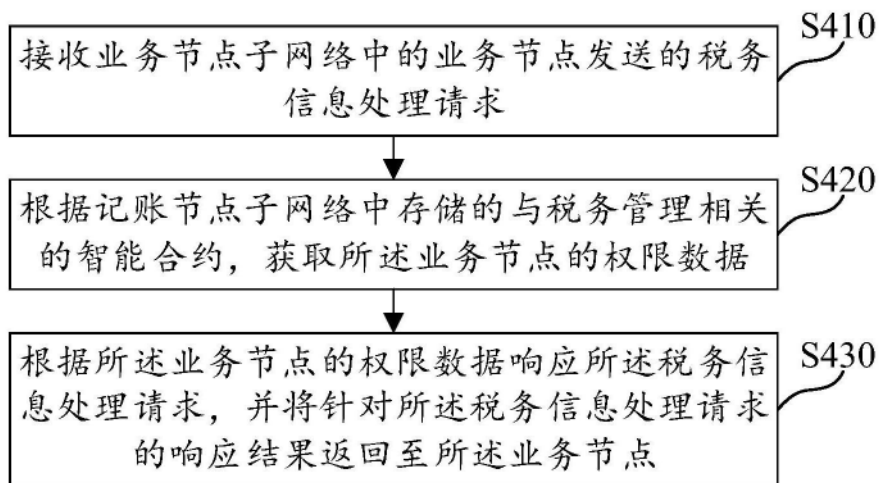 S410
接收业务节点子网络中的业务节点发送的税务
信息处理请求
S420
根据记账节点子网络中存储的与税务管理相关
的智能合约，获取所述业务节点的权限数据
S430
根据所述业务节点的权限数据响应所述税务信
息处理请求，并将针对所述税务信息处理请求
的响应结果返回至所述业务节点